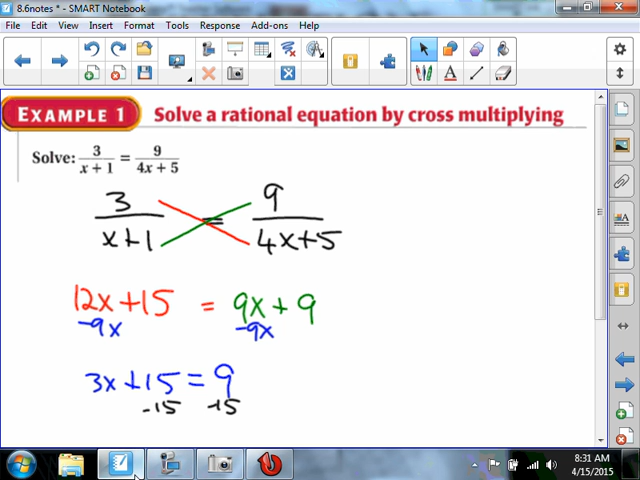 8.6notes * - SMART Notebook
File Edit View Insert Format Tools Response Add-ons Help
EXAMPLE 1 Solve a rational equation by cross multiplying
Solve: 3/(x + 1) = 9/(4x + 5)
3 9
=
x+1 4x+5
12x+15 = 9x+9
-9x -9x
3x+15=9
-15 -15
8:31 AM
4/15/2015